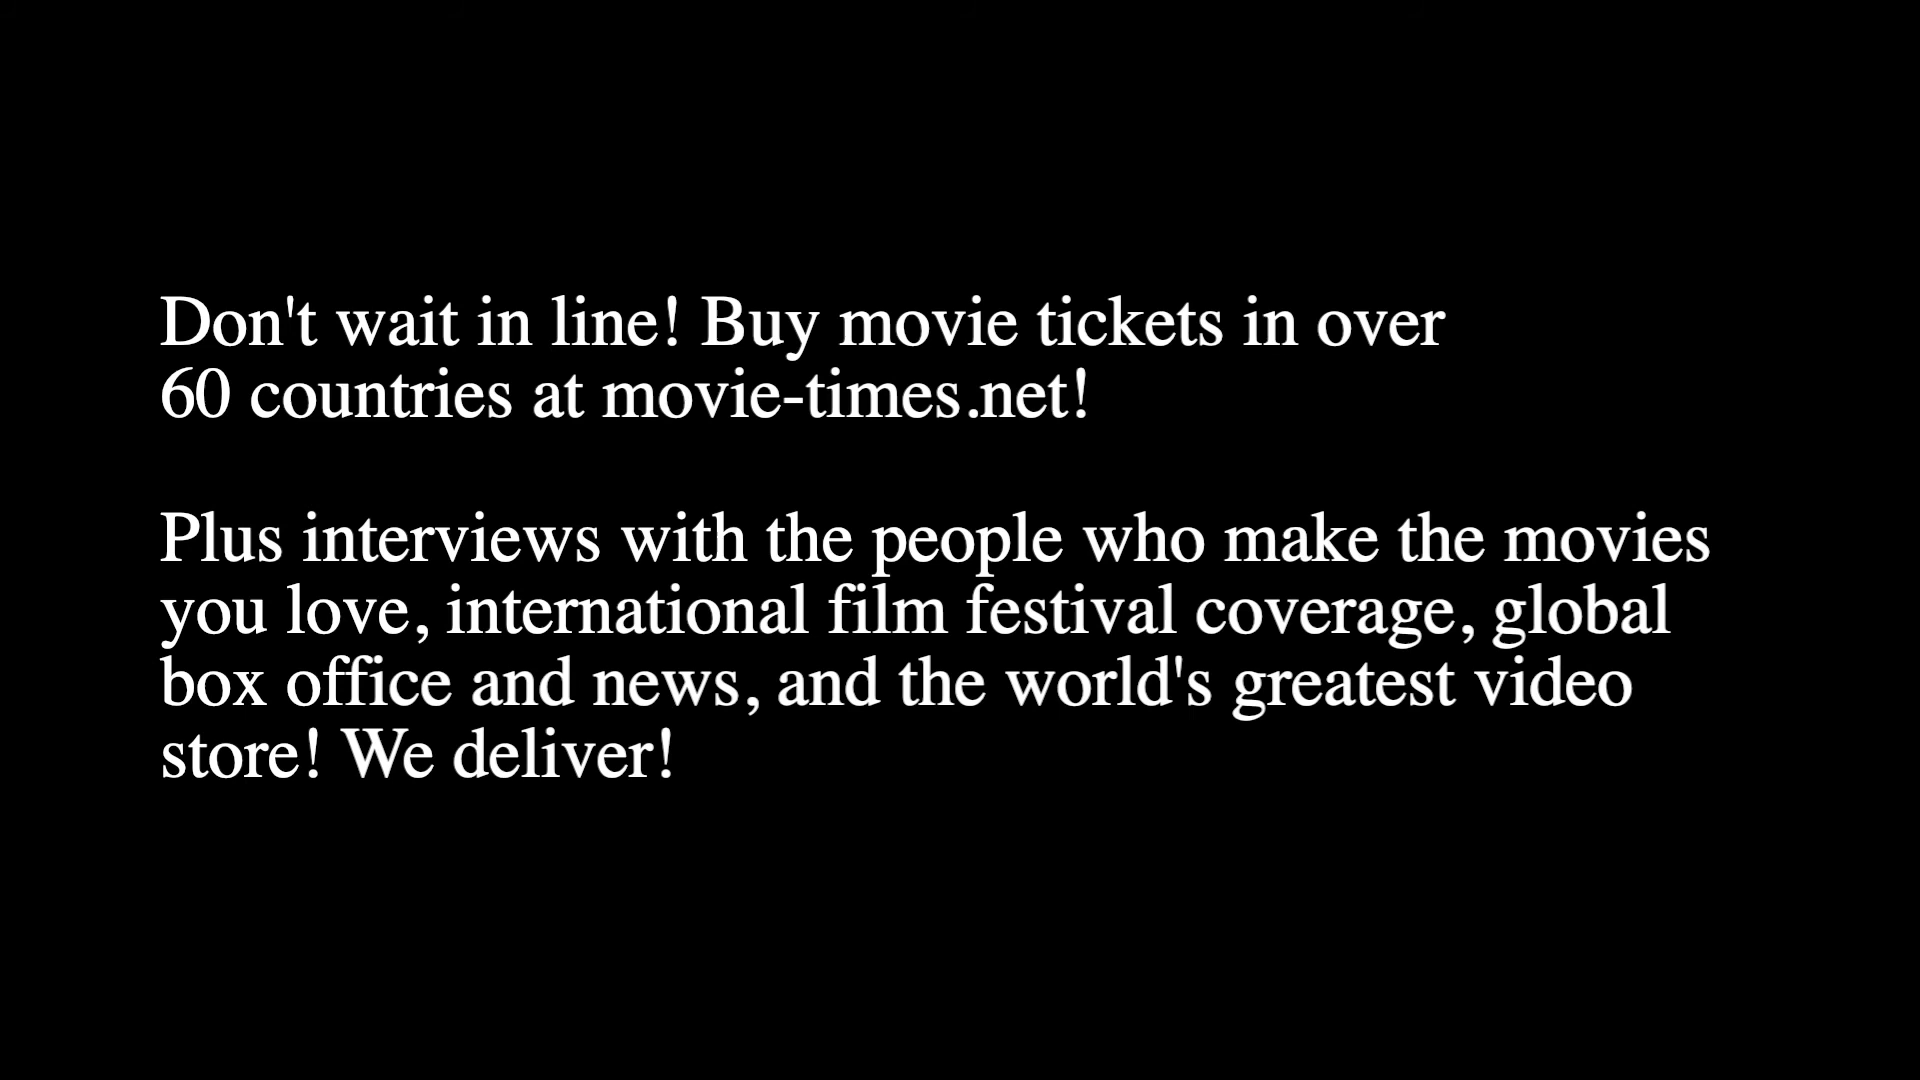 Don't wait in line! Buy movie tickets in over
60 countries at movie-times.net!
Plus interviews with the people who make the movies
you love, international film festival coverage, global
box office and news, and the world's greatest video
store! We deliver!